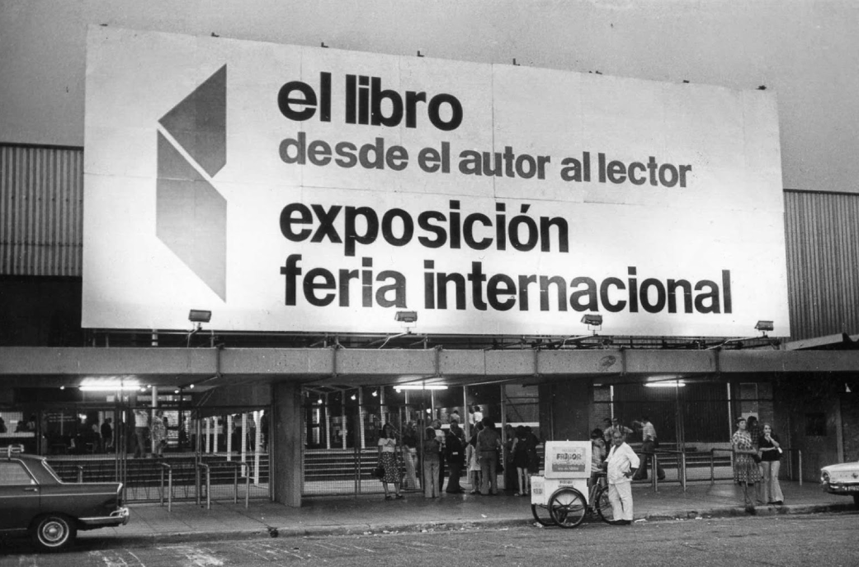 el libro
desde el autor al lector
exposición
feria internacional